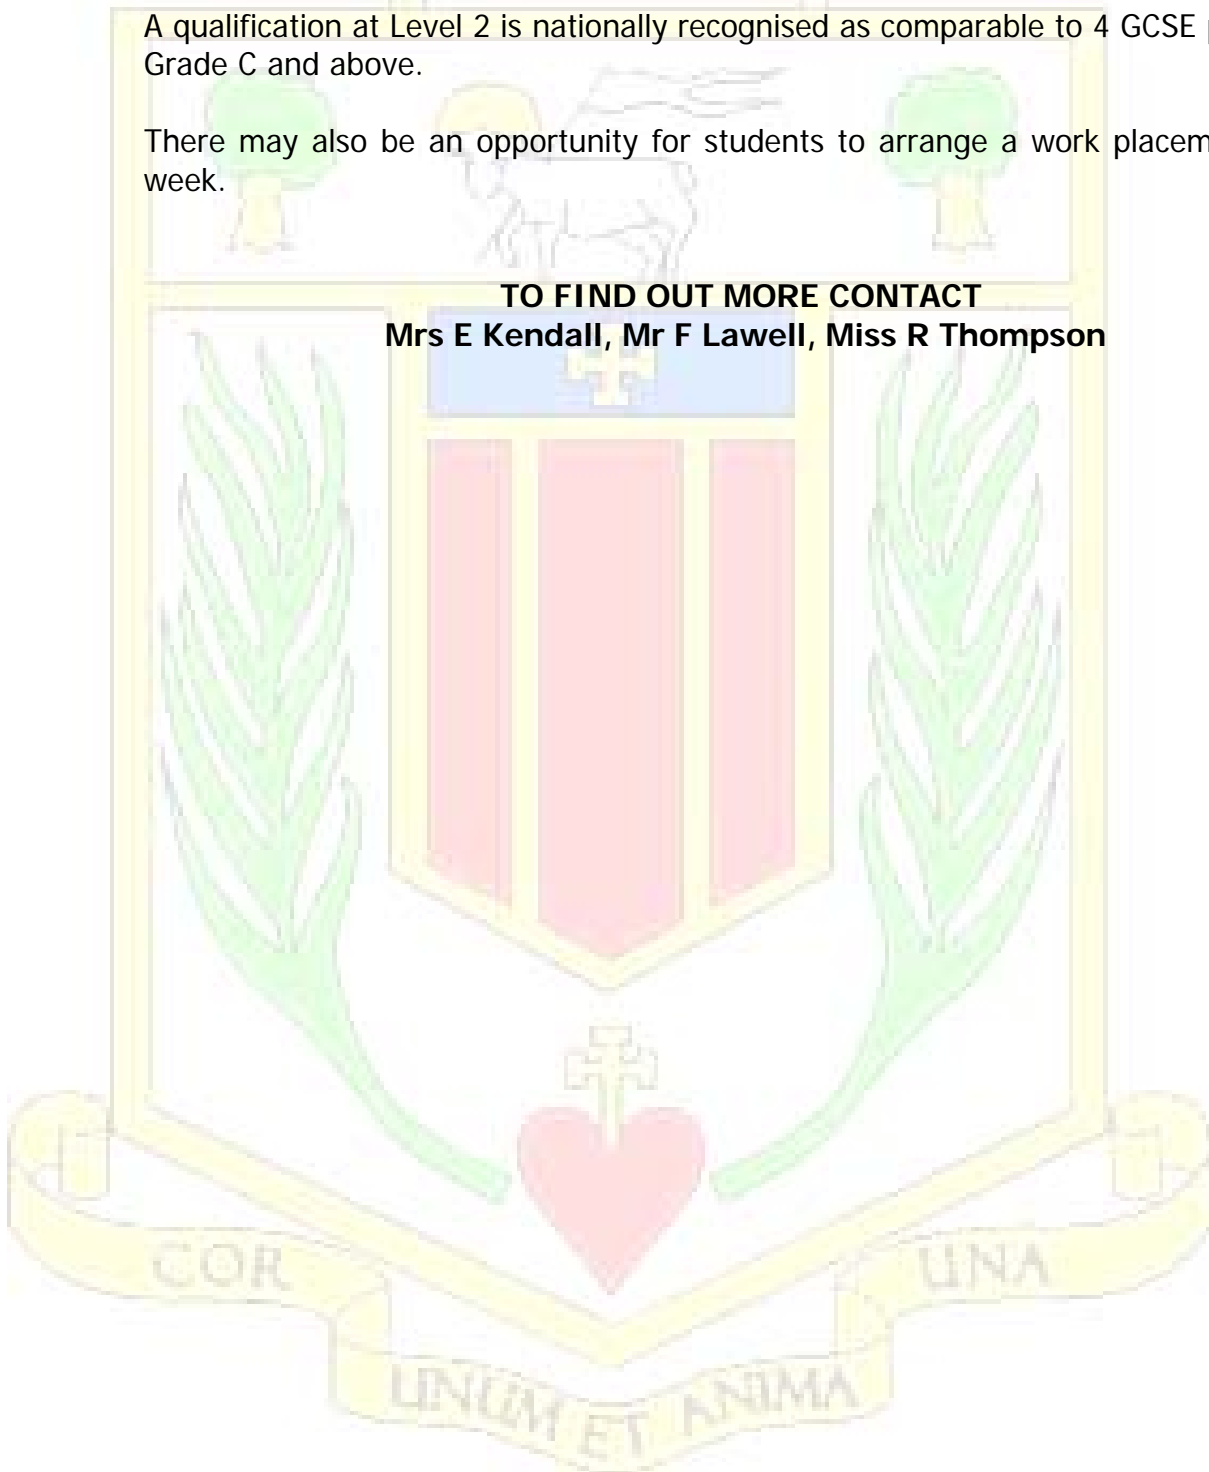 A qualification at Level 2 is nationally recognised as comparable to 4 GCSE
Grade C and above.
There may also be an opportunity for students to arrange a work placem
week.
TO FIND OUT MORE CONTACT
Mrs E Kendall, Mr F Lawell, Miss R Thompson
COR
UNUM ET ANIMA
UNA